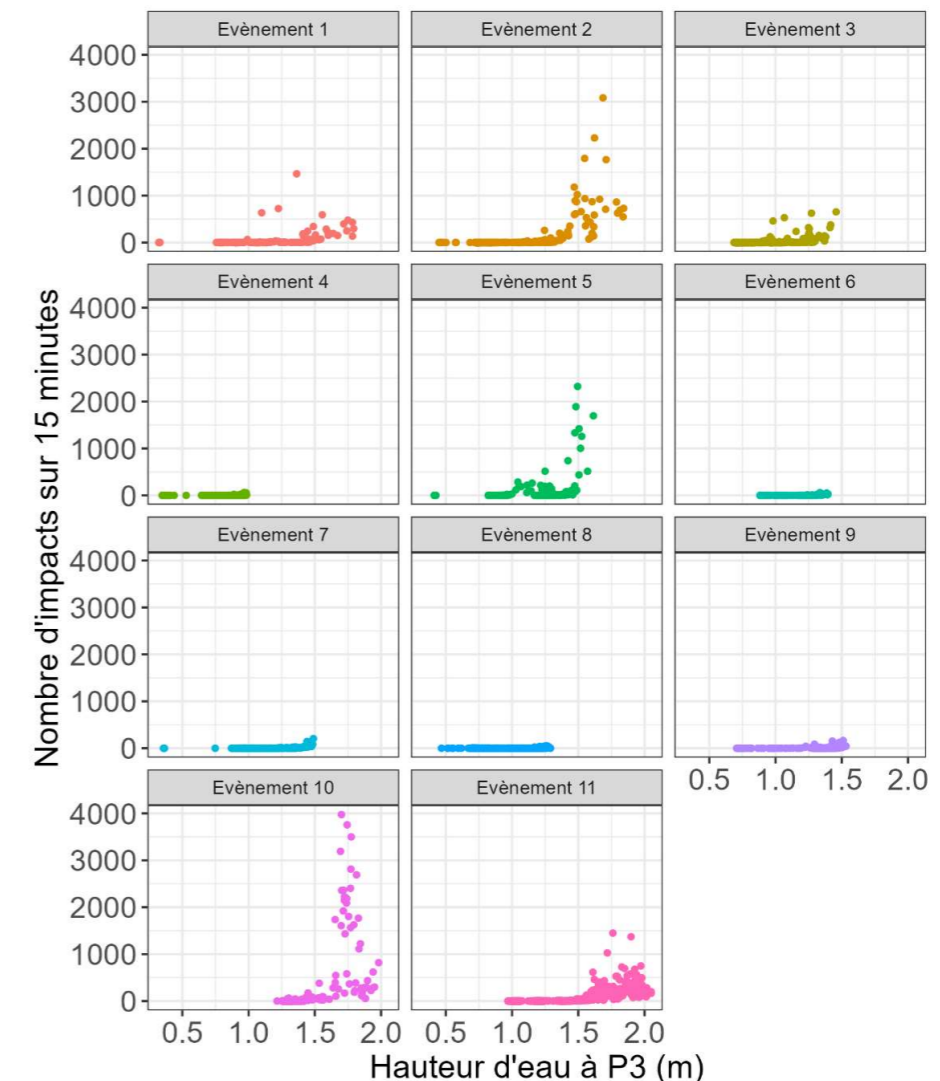 Evènement 1
Evènement 2
Evènement 3
4000
3000
2000
1000
0
Evènement 4
Evènement 5
Evènement 6
4000
3000
2000
1000
0
Evènement 7
Evènement 8
Evènement 9
4000
3000
2000
1000
0
0.5 1.0 1.5 2.0
Evènement 10
Evènement 11
4000
3000
2000
1000
0
0.5 1.0 1.5 2.0
0.5 1.0 1.5 2.0
Nombre d'impacts sur 15 minutes
Hauteur d'eau à P3 (m)